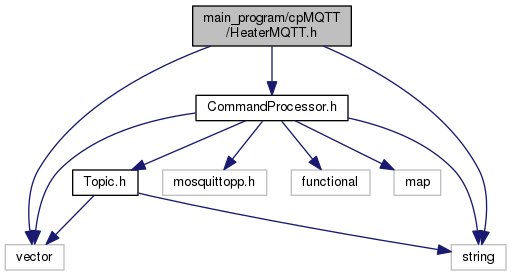 main_program/cpMQTT
/HeaterMQTT.h
CommandProcessor.h
Topic.h
mosquittopp.h
functional
map
vector
string